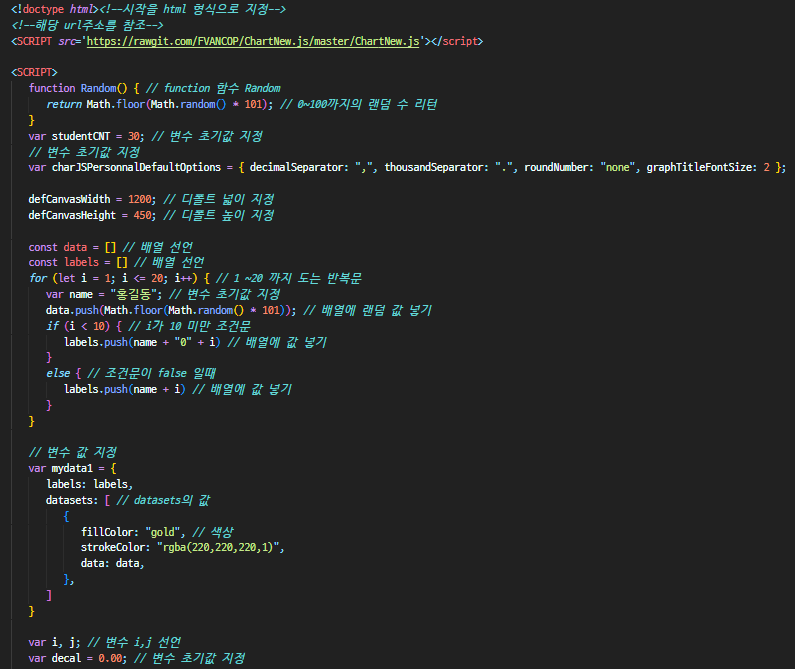 <!doctype html><!--시작을 html 형식으로 지정-->
<!--해당 url주소를 참조-->
<SCRIPT src='https://rawgit.com/FVANCOP/ChartNew.js/master/ChartNew.js'></script>
<SCRIPT>
function Random() { // function 함수 Random
return Math.floor(Math.random() * 101); // 0~100까지의 랜덤 수 리턴
}
var studentCNT = 30; // 변수 초기값 지정
// 변수 초기값 지정
var charJSPersonnalDefaultOptions = { decimalSeparator: ",", thousandSeparator: ".", roundNumber: "none", graphTitleFontSize: 2 };
defCanvasWidth = 1200; // 디폴트 넓이 지정
defCanvasHeight = 450; // 디폴트 높이 지정
const data = [] // 배열 선언
const labels = [] // 배열 선언
for (let i = 1; i <= 20; i++) { // 1 ~20 까지 도는 반복문
var name = "홍길동"; // 변수 초기값 지정
data.push(Math.floor(Math.random() * 101)); // 배열에 랜덤 값 넣기
if (i < 10) { // i가 10 미만 조건문
labels.push(name + "0" + i) // 배열에 값 넣기
}
else { // 조건문이 false 일때
labels.push(name + i) // 배열에 값 넣기
}
}
// 변수 값 지정
var mydata1 = {
labels: labels,
datasets: [ // datasets의 값
{
fillColor: "gold", // 색상
strokeColor: "rgba(220,220,220,1)",
data: data,
},
]
}
var i, j; // 변수 i,j 선언
var decal = 0.00; // 변수 초기값 지정